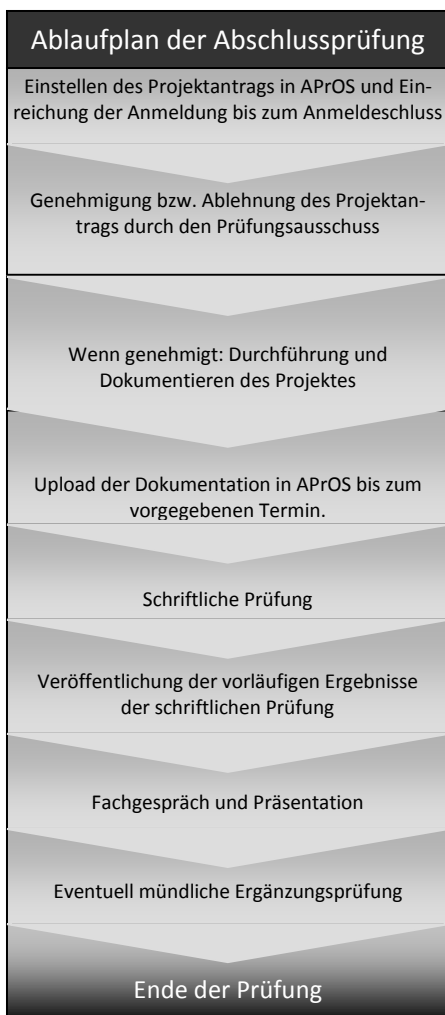 Ablaufplan der Abschlussprüfung
Einstellen des Projektantrags in APrOS und Ein-
reichung der Anmeldung bis zum Anmeldeschluss
Genehmigung bzw. Ablehnung des Projektan-
trags durch den Prüfungsausschuss
Wenn genehmigt: Durchführung und
Dokumentieren des Projektes
Upload der Dokumentation in APrOS bis zum
vorgegebenen Termin.
Schriftliche Prüfung
Veröffentlichung der vorläufigen Ergebnisse
der schriftlichen Prüfung
Fachgespräch und Präsentation
Eventuell mündliche Ergänzungsprüfung
Ende der Prüfung